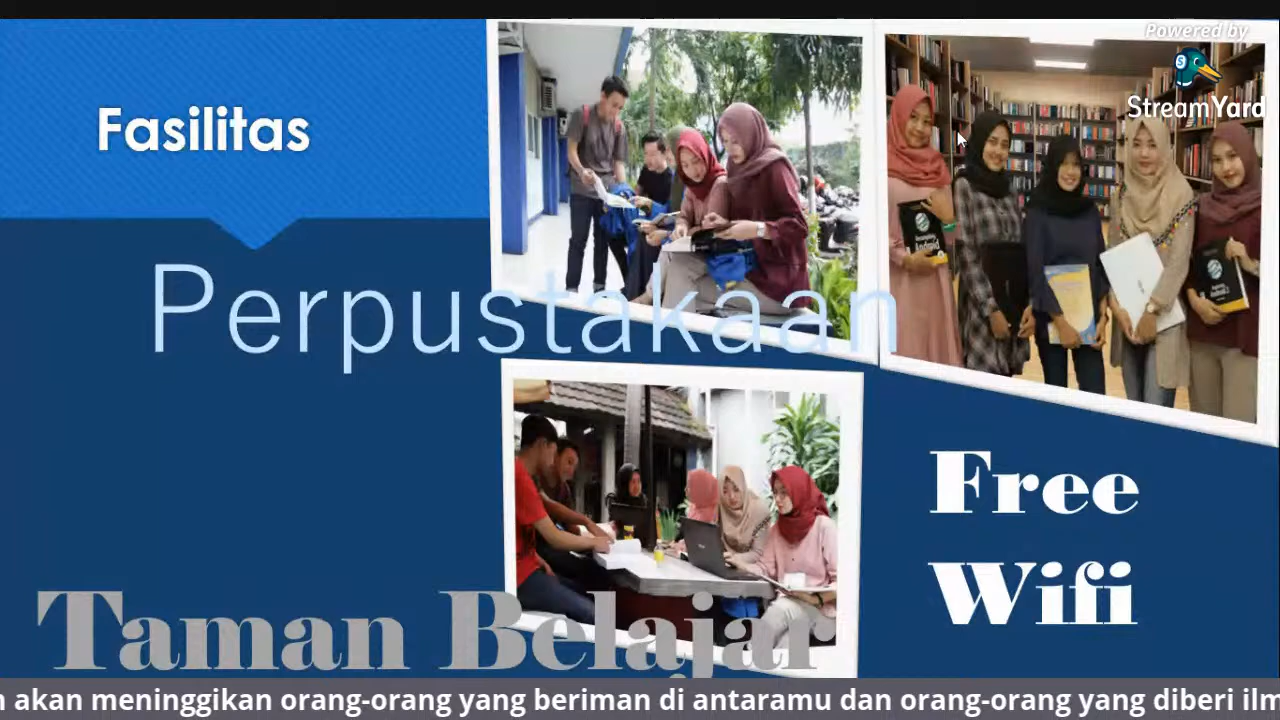 Powered by
StreamYard
Fasilitas
Perpustakaan
Free
Wifi
Taman Belajar
akan meninggikan orang-orang yang beriman di antaramu dan orang-orang yang diberi